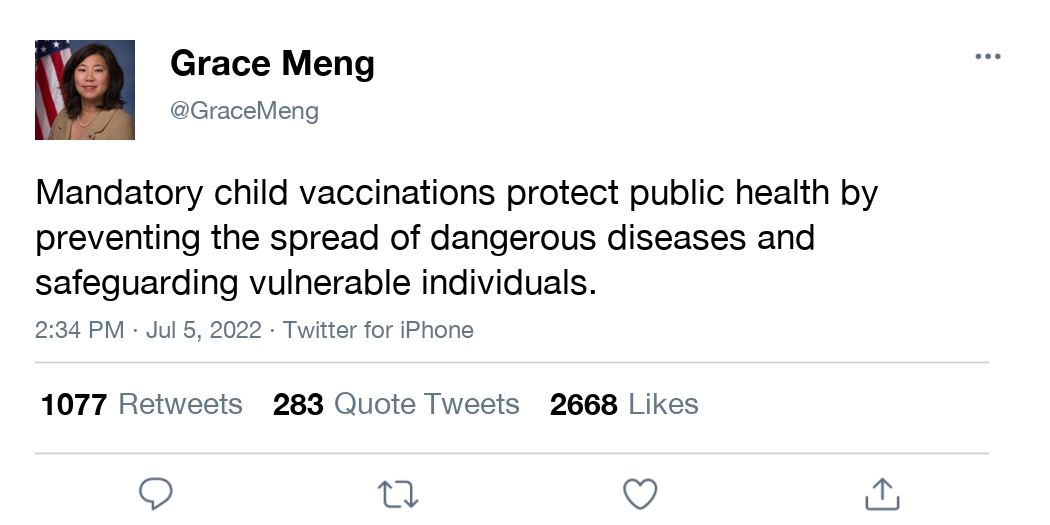 Grace Meng
@GraceMeng
Mandatory child vaccinations protect public health by
preventing the spread of dangerous diseases and
safeguarding vulnerable individuals.
2:34 PM · Jul 5, 2022 · Twitter for iPhone
1077 Retweets 283 Quote Tweets 2668 Likes